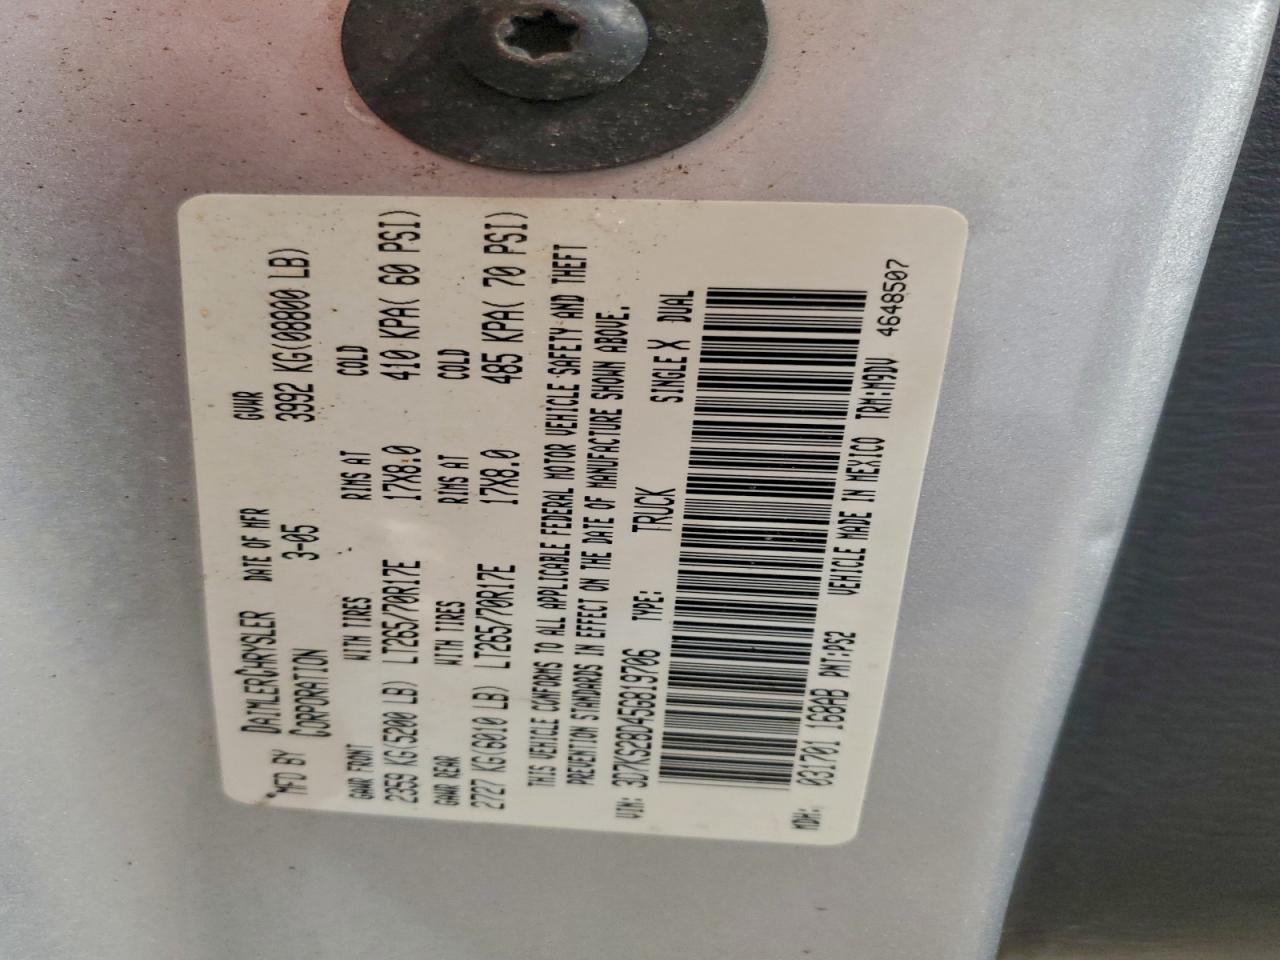 MFD BY DAIMLERCHRYSLER CORPORATION DATE OF MFR 3-05 GVWR 3992 KG(08800 LB)
GAWR FRONT WITH TIRES RIMS AT COLD
2359 KG(5200 LB) LT265/70R17E 17X8.0 410 KPA( 60 PSI)
GAWR REAR WITH TIRES RIMS AT COLD
2727 KG(6010 LB) LT265/70R17E 17X8.0 485 KPA( 70 PSI)
THIS VEHICLE CONFORMS TO ALL APPLICABLE FEDERAL MOTOR VEHICLE SAFETY AND THEFT
PREVENTION STANDARDS IN EFFECT ON THE DATE OF MANUFACTURE SHOWN ABOVE.
VIN: 3D7KS28D45G819706 TYPE: TRUCK SINGLE X DUAL
MDH: 031701 168AB PNT:PS2 VEHICLE MADE IN MEXICO TRM:M9DV 4648507